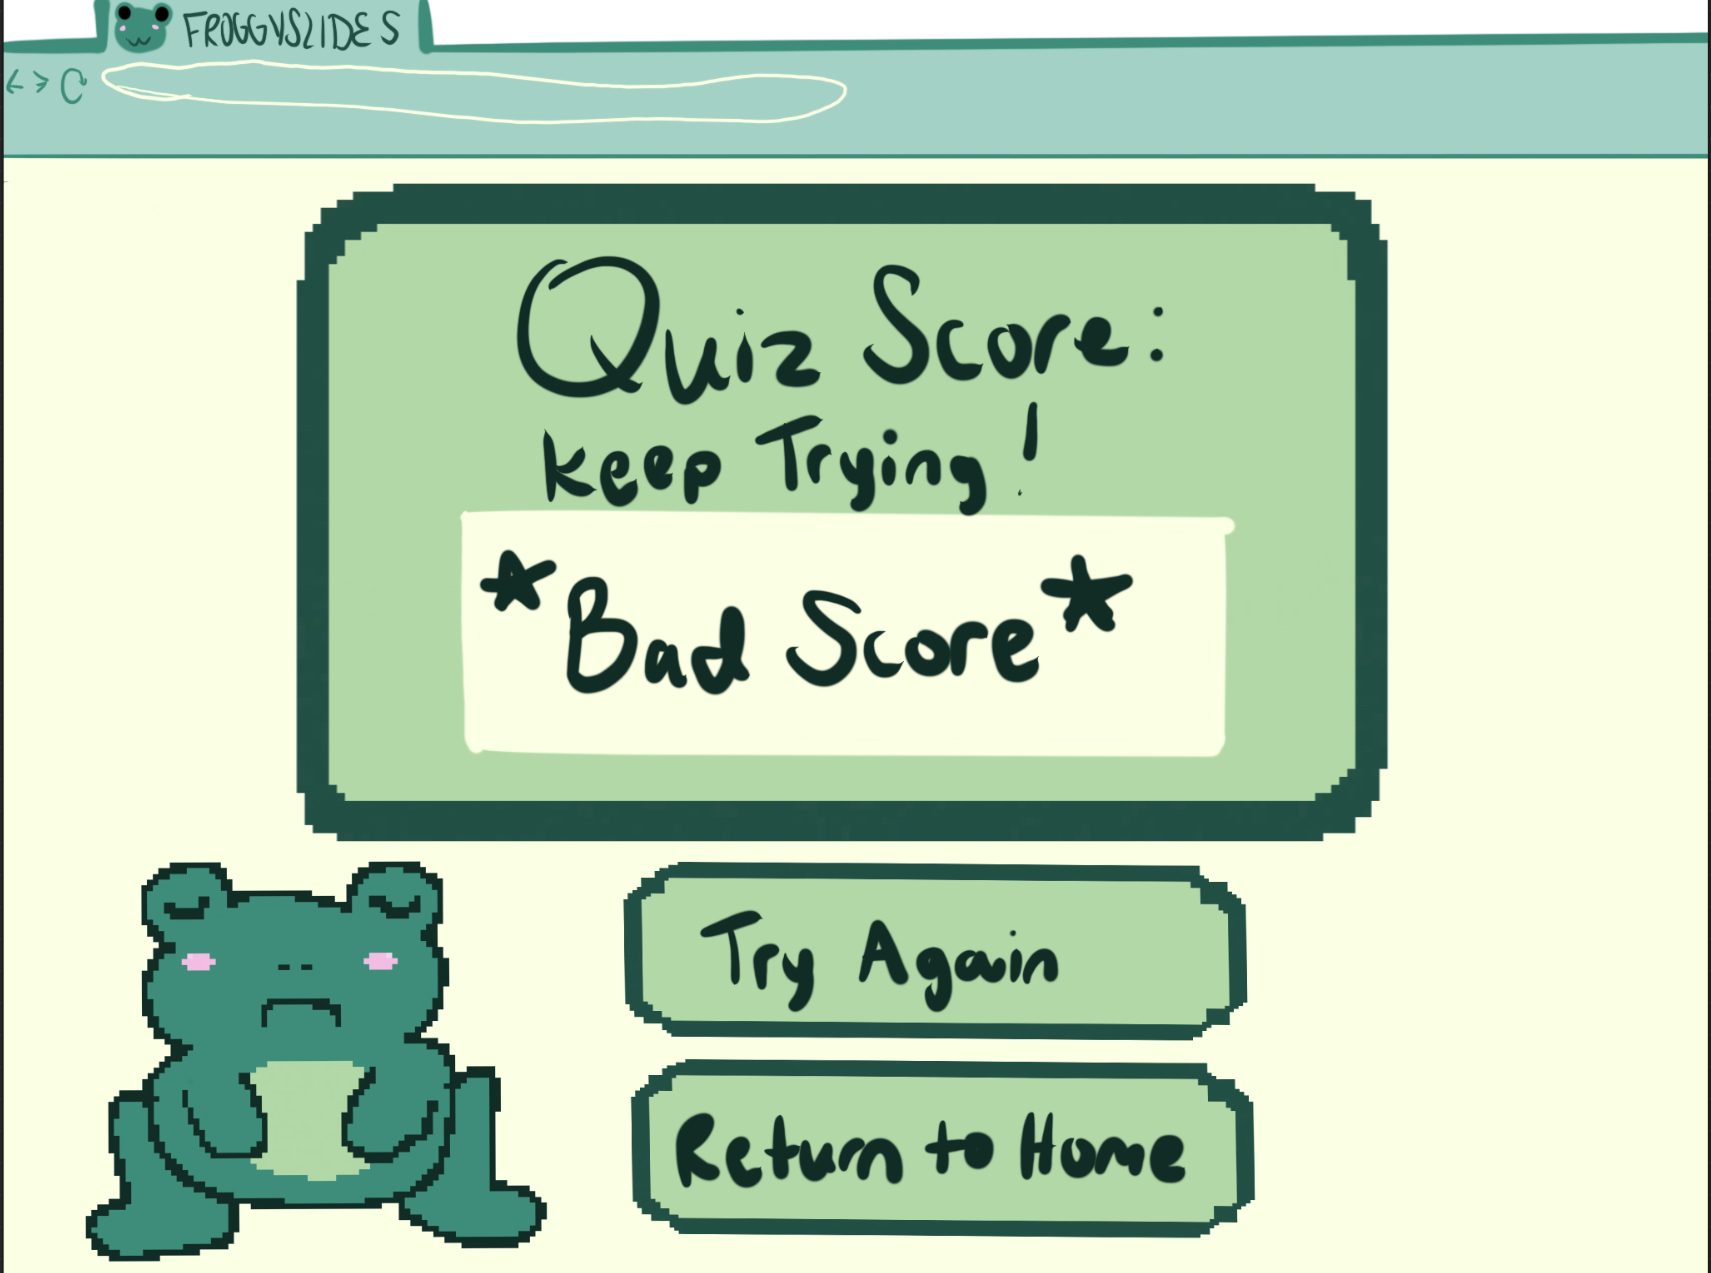 FROGGYSLIDES
Quiz Score:
keep Trying!
*Bad Score*
Try Again
Return to Home